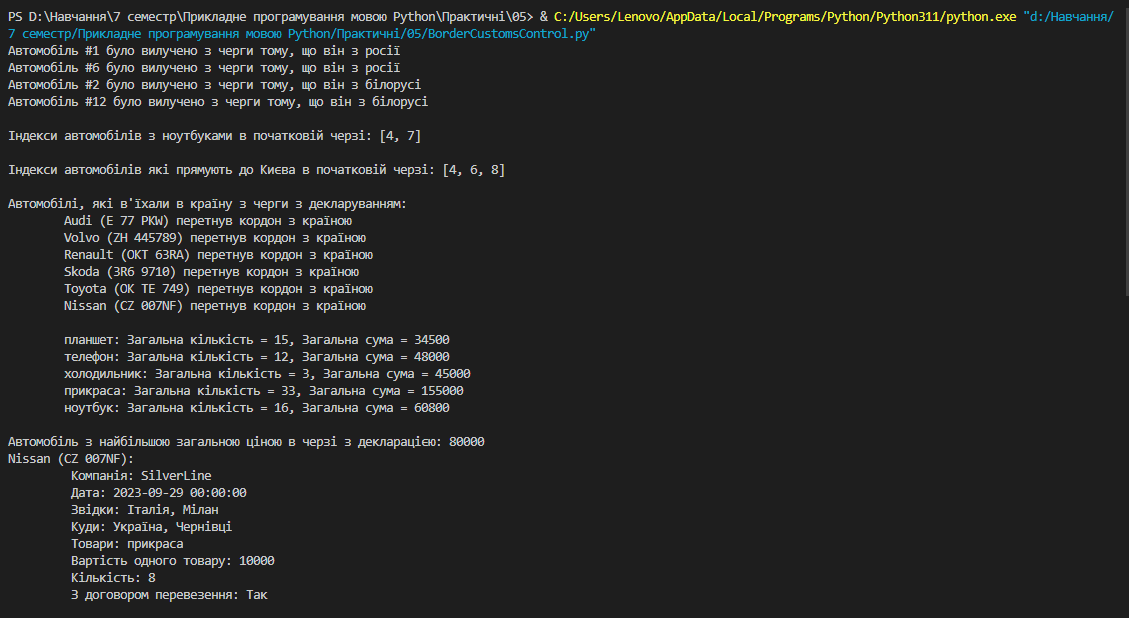 PS D:\Навчання\7 семестр\Прикладне програмування мовою Python\Практичні\05> & C:/Users/Lenovo/AppData/Local/Programs/Python/Python311/python.exe "d:/Навчання/
7 семестр/Прикладне програмування мовою Python/Практичні/05/BorderCustomsControl.py"
Автомобіль #1 було вилучено з черги тому, що він з росії
Автомобіль #6 було вилучено з черги тому, що він з росії
Автомобіль #2 було вилучено з черги тому, що він з білорусі
Автомобіль #12 було вилучено з черги тому, що він з білорусі
Індекси автомобілів з ноутбуками в початковій черзі: [4, 7]
Індекси автомобілів які прямують до Києва в початковій черзі: [4, 6, 8]
Автомобілі, які в'їхали в країну з черги з декларуванням:
Audi (E 77 PKW) перетнув кордон з країною
Volvo (ZH 445789) перетнув кордон з країною
Renault (OKT 63RA) перетнув кордон з країною
Skoda (3R6 9710) перетнув кордон з країною
Toyota (OK TE 749) перетнув кордон з країною
Nissan (CZ 007NF) перетнув кордон з країною
планшет: Загальна кількість = 15, Загальна сума = 34500
телефон: Загальна кількість = 12, Загальна сума = 48000
холодильник: Загальна кількість = 3, Загальна сума = 45000
прикраса: Загальна кількість = 33, Загальна сума = 155000
ноутбук: Загальна кількість = 16, Загальна сума = 60800
Автомобіль з найбільшою загальною ціною в черзі з декларацією: 80000
Nissan (CZ 007NF):
Компанія: SilverLine
Дата: 2023-09-29 00:00:00
Звідки: Італія, Мілан
Куди: Україна, Чернівці
Товари: прикраса
Вартість одного товару: 10000
Кількість: 8
З договором перевезення: Так